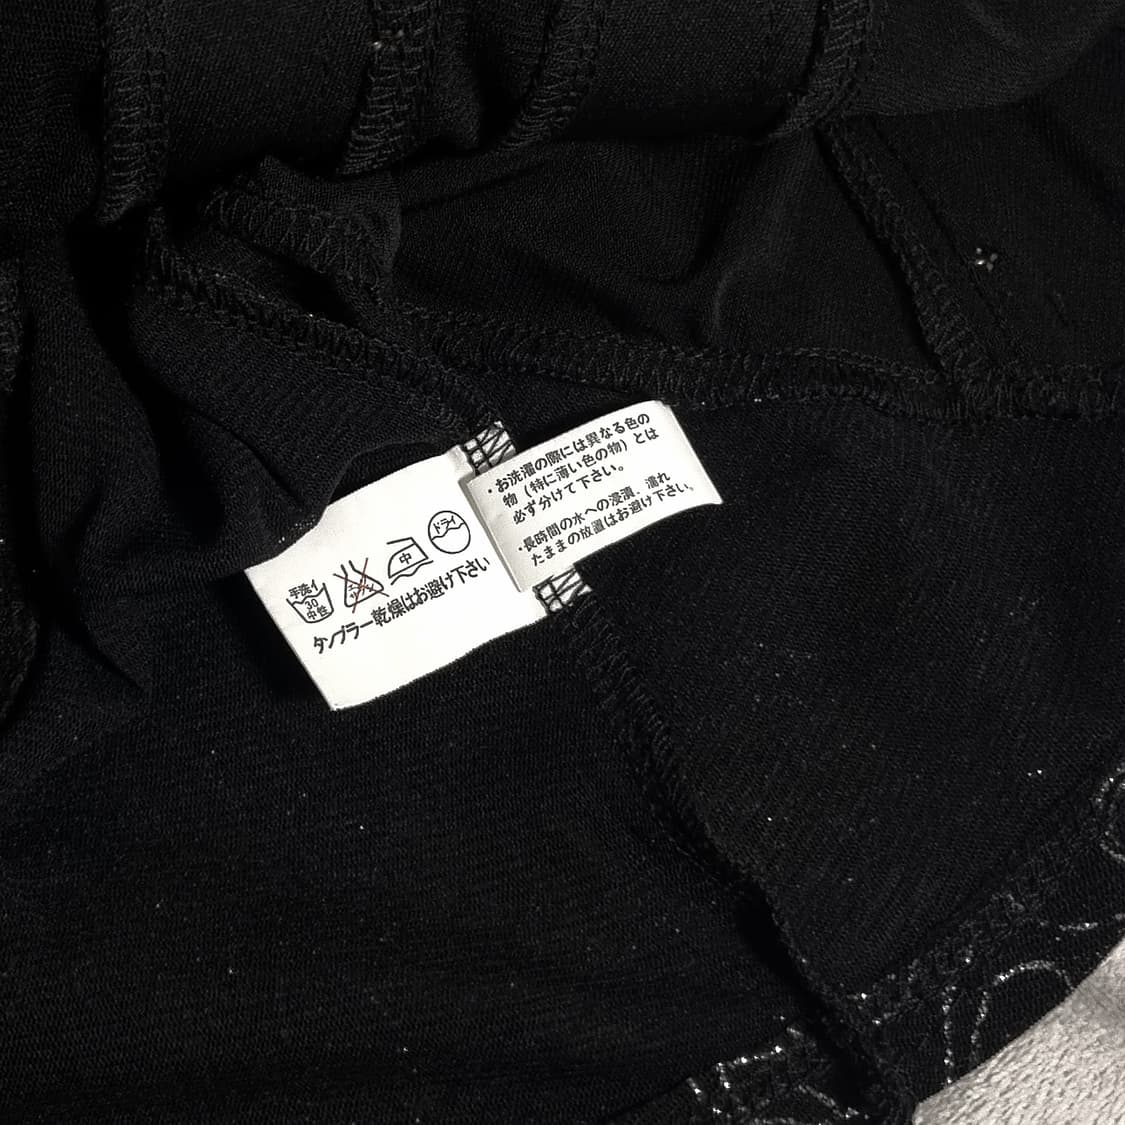 手洗イ
30
中性
中
ドライ
タンブラー乾燥はお避け下さい
・お洗濯の際には異なる色の
物（特に薄い色の物）とは
必ず分けて下さい。
・長時間の水への浸漬、濡れ
たままの放置はお避け下さい。